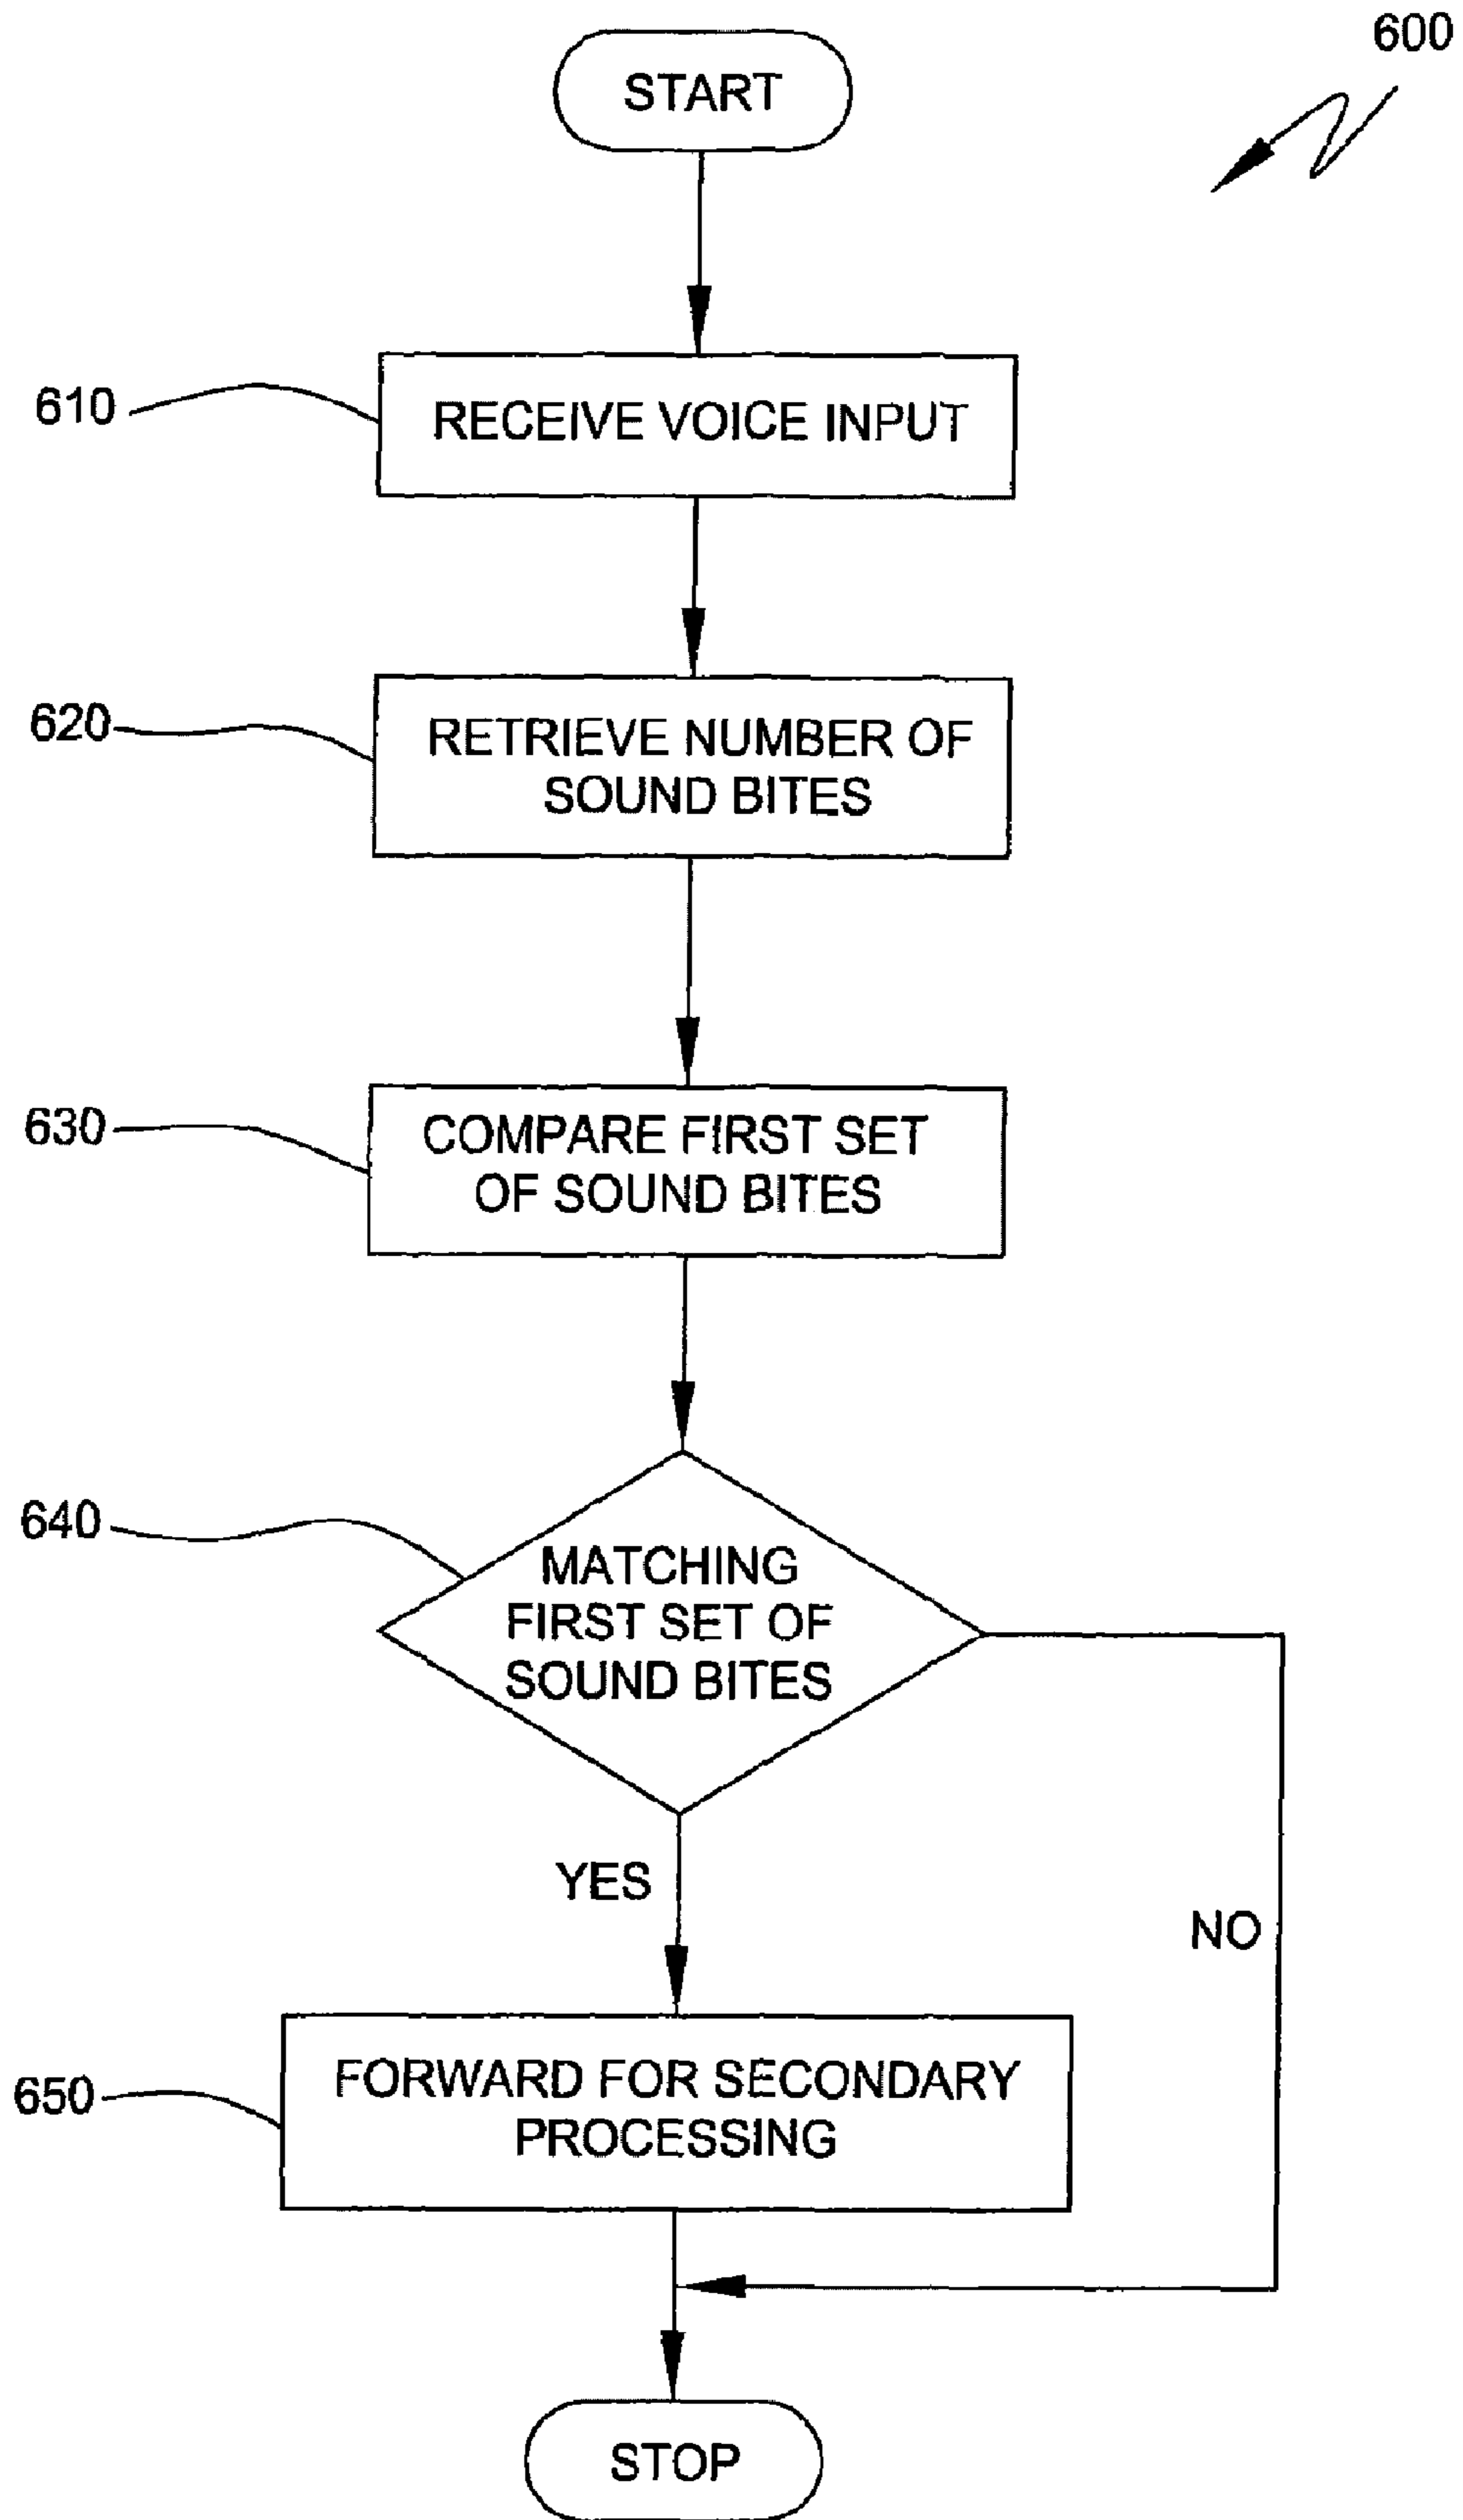 600
START
610
RECEIVE VOICE INPUT
620
RETRIEVE NUMBER OF
SOUND BITES
630
COMPARE FIRST SET
OF SOUND BITES
640
MATCHING
FIRST SET OF
SOUND BITES
YES
NO
650
FORWARD FOR SECONDARY
PROCESSING
STOP